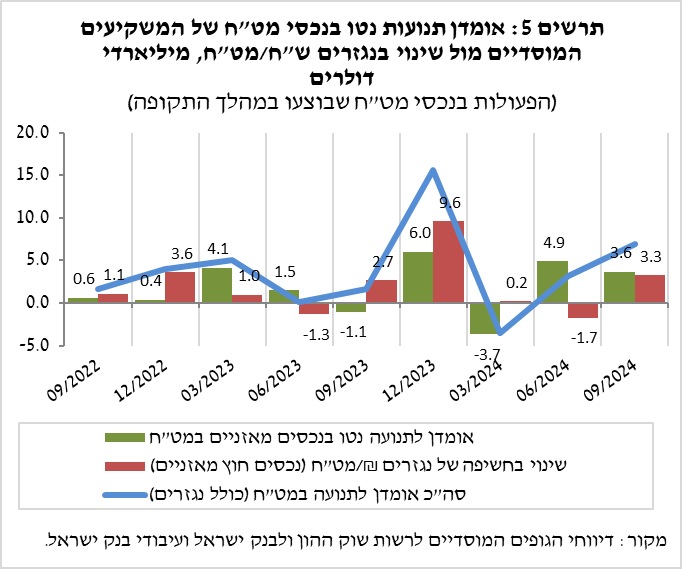 תרשים 5: אומדן תנועות נטו בנכסי מט"ח של המשקיעים
המוסדיים מול שינוי בנגזרים ש"ח/מט"ח, מיליארדי
דולרים
(הפעולות בנכסי מט"ח שבוצעו במהלך התקופה)
20.0
15.0
10.0
5.0
0.0
-5.0
0.6 1.1 0.4 3.6 4.1 1.0 1.5 -1.3 -1.1 2.7 6.0 9.6 -3.7 0.2 4.9 -1.7 3.6 3.3
09/2022 12/2022 03/2023 06/2023 09/2023 12/2023 03/2024 06/2024 09/2024
אומדן לתנועה נטו בנכסים מאזניים במט"ח
שינוי בחשיפה של נגזרים ₪/מט"ח (נכסים חוץ מאזניים)
סה"כ אומדן לתנועה במט"ח (כולל נגזרים)
מקור: דיווחי הגופים המוסדיים לרשות שוק ההון ולבנק ישראל ועיבודי בנק ישראל.